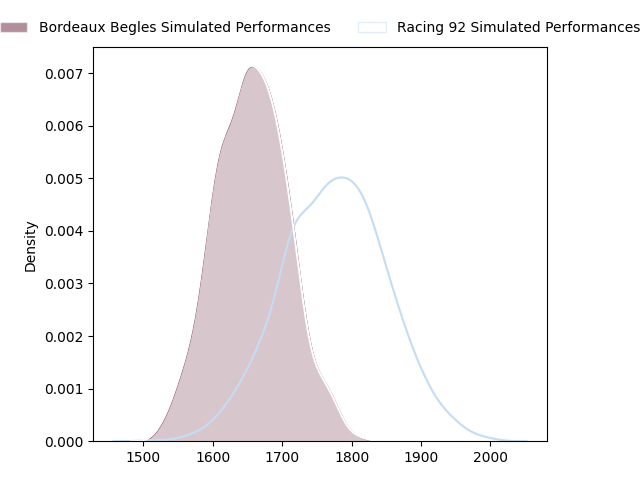 Bordeaux Begles Simulated Performances
Racing 92 Simulated Performances
0.007
0.006
0.005
0.004
0.003
0.002
0.001
0.000
Density
1500 1600 1700 1800 1900 2000